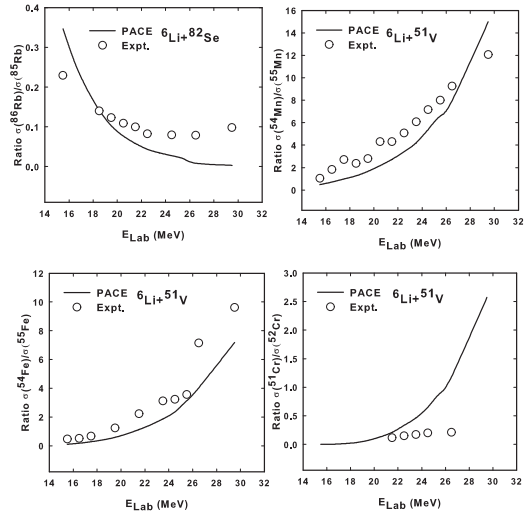 0.4
0.3
0.2
0.1
0.0
PACE ⁶Li+⁸²Se
Expt.
Ratio σ(⁸⁶Rb)/σ(⁸⁵Rb)
14 16 18 20 22 24 26 28 30 32
E_Lab (MeV)
16
14
12
10
8
6
4
2
0
PACE ⁶Li+⁵¹V
Expt.
Ratio σ(⁵⁴Mn)/σ(⁵⁵Mn)
14 16 18 20 22 24 26 28 30 32
E_Lab (MeV)
12
10
8
6
4
2
0
PACE ⁶Li+⁵¹V
Expt.
Ratio σ(⁵⁴Fe)/σ(⁵⁵Fe)
14 16 18 20 22 24 26 28 30 32
E_Lab (MeV)
3.0
2.5
2.0
1.5
1.0
0.5
0.0
PACE ⁶Li+⁵¹V
Expt.
Ratio σ(⁵¹Cr)/σ(⁵²Cr)
14 16 18 20 22 24 26 28 30 32
E_Lab (MeV)